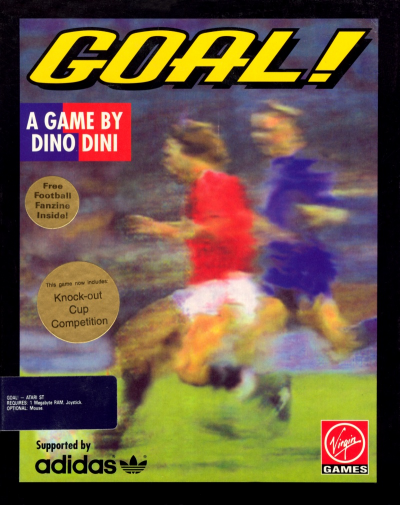 GOAL!
A GAME BY
DINO DINI
Free
Football
Fanzine
Inside!
This game now includes
Knock-out
Cup
Competition
GOAL! - ATARI ST
REQUIRES: 1 Megabyte RAM, Joystick.
OPTIONAL: Mouse.
Supported by
adidas
Virgin
GAMES